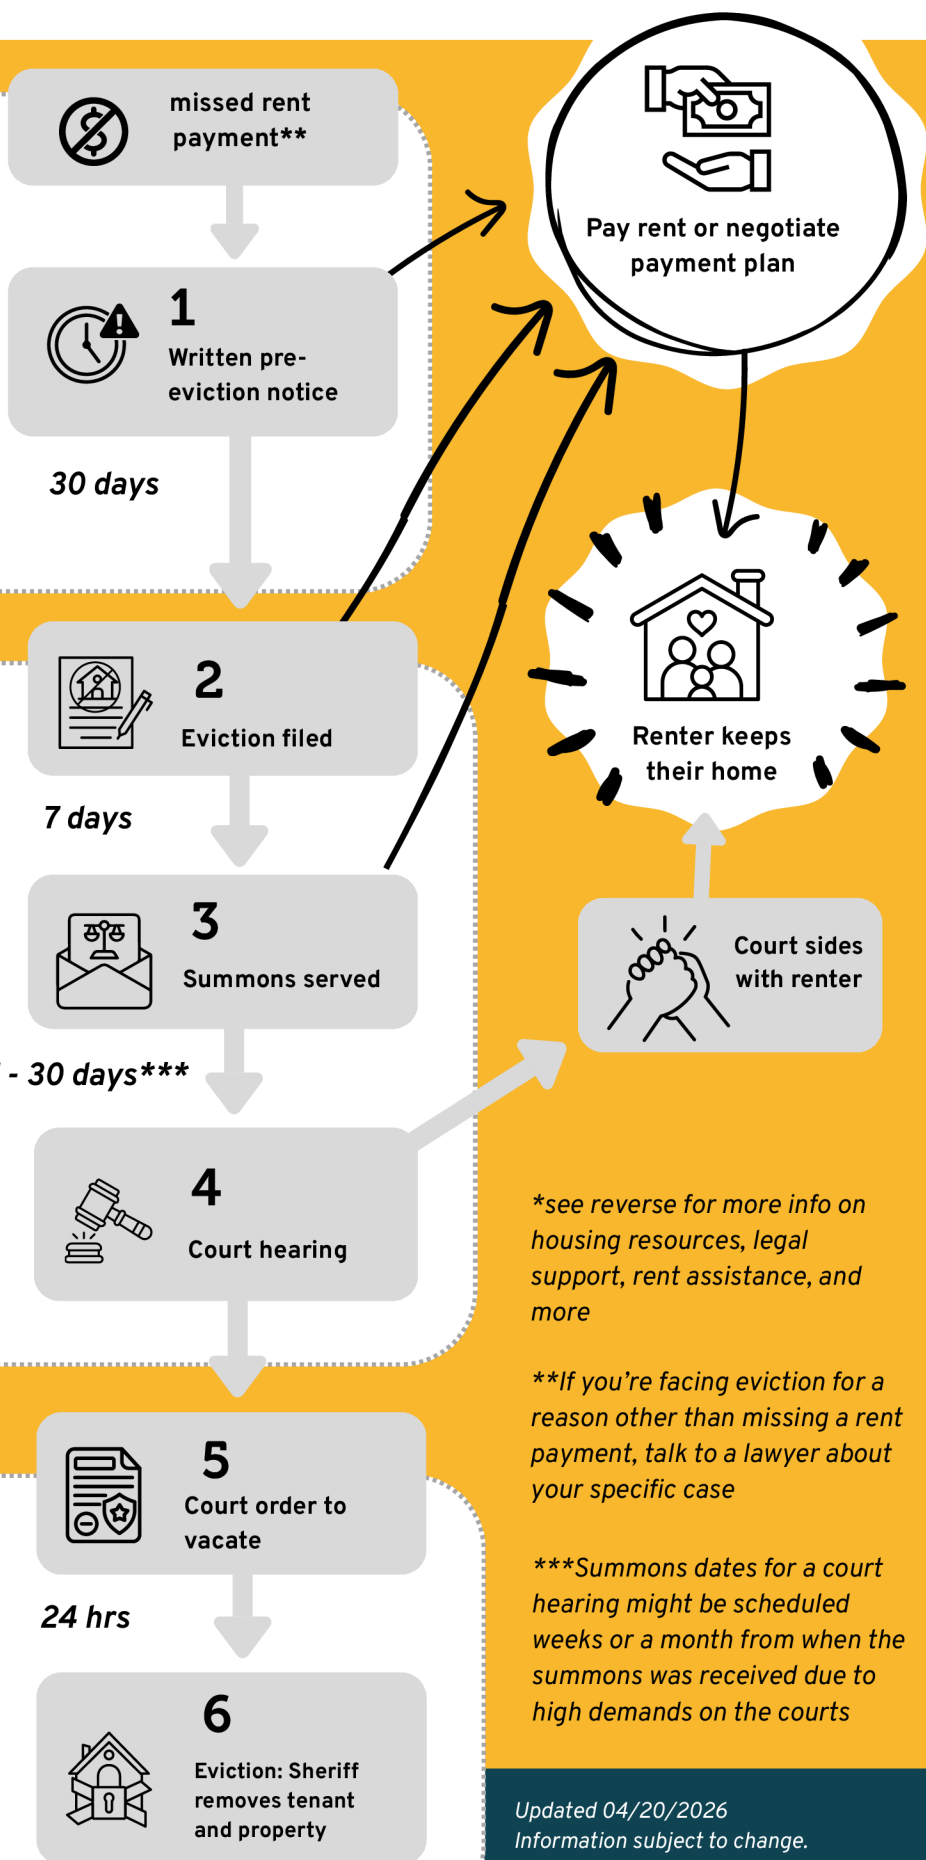 missed rent
payment**
Pay rent or negotiate
payment plan
1
Written pre-
eviction notice
30 days
2
Eviction filed
Renter keeps
their home
7 days
3
Summons served
Court sides
with renter
- 30 days***
4
Court hearing
*see reverse for more info on
housing resources, legal
support, rent assistance, and
more
**If you're facing eviction for a
reason other than missing a rent
payment, talk to a lawyer about
your specific case
5
Court order to
vacate
***Summons dates for a court
hearing might be scheduled
weeks or a month from when the
summons was received due to
high demands on the courts
24 hrs
6
Eviction: Sheriff
removes tenant
and property
Updated 04/20/2026
Information subject to change.